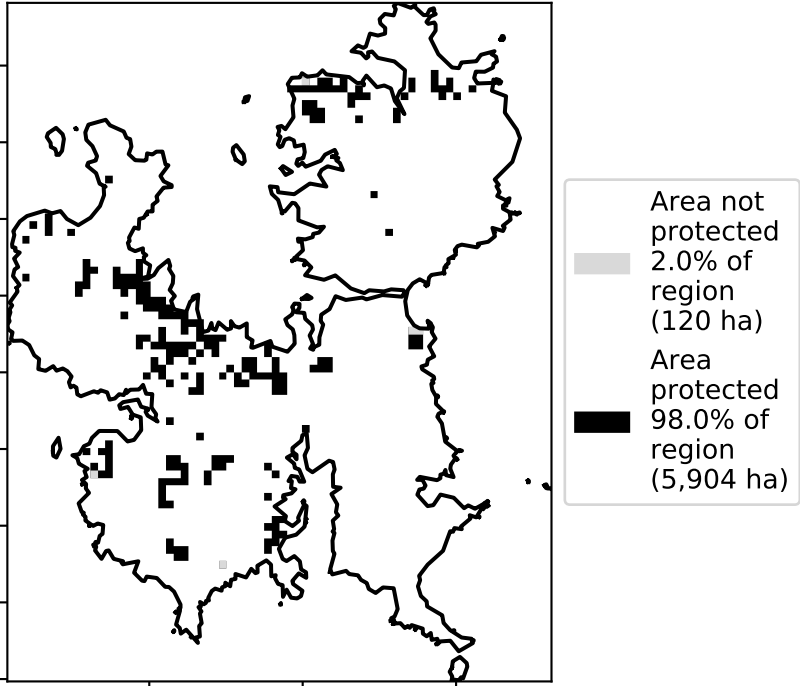 Area not
protected
2.0% of
region
(120 ha)
Area
protected
98.0% of
region
(5,904 ha)